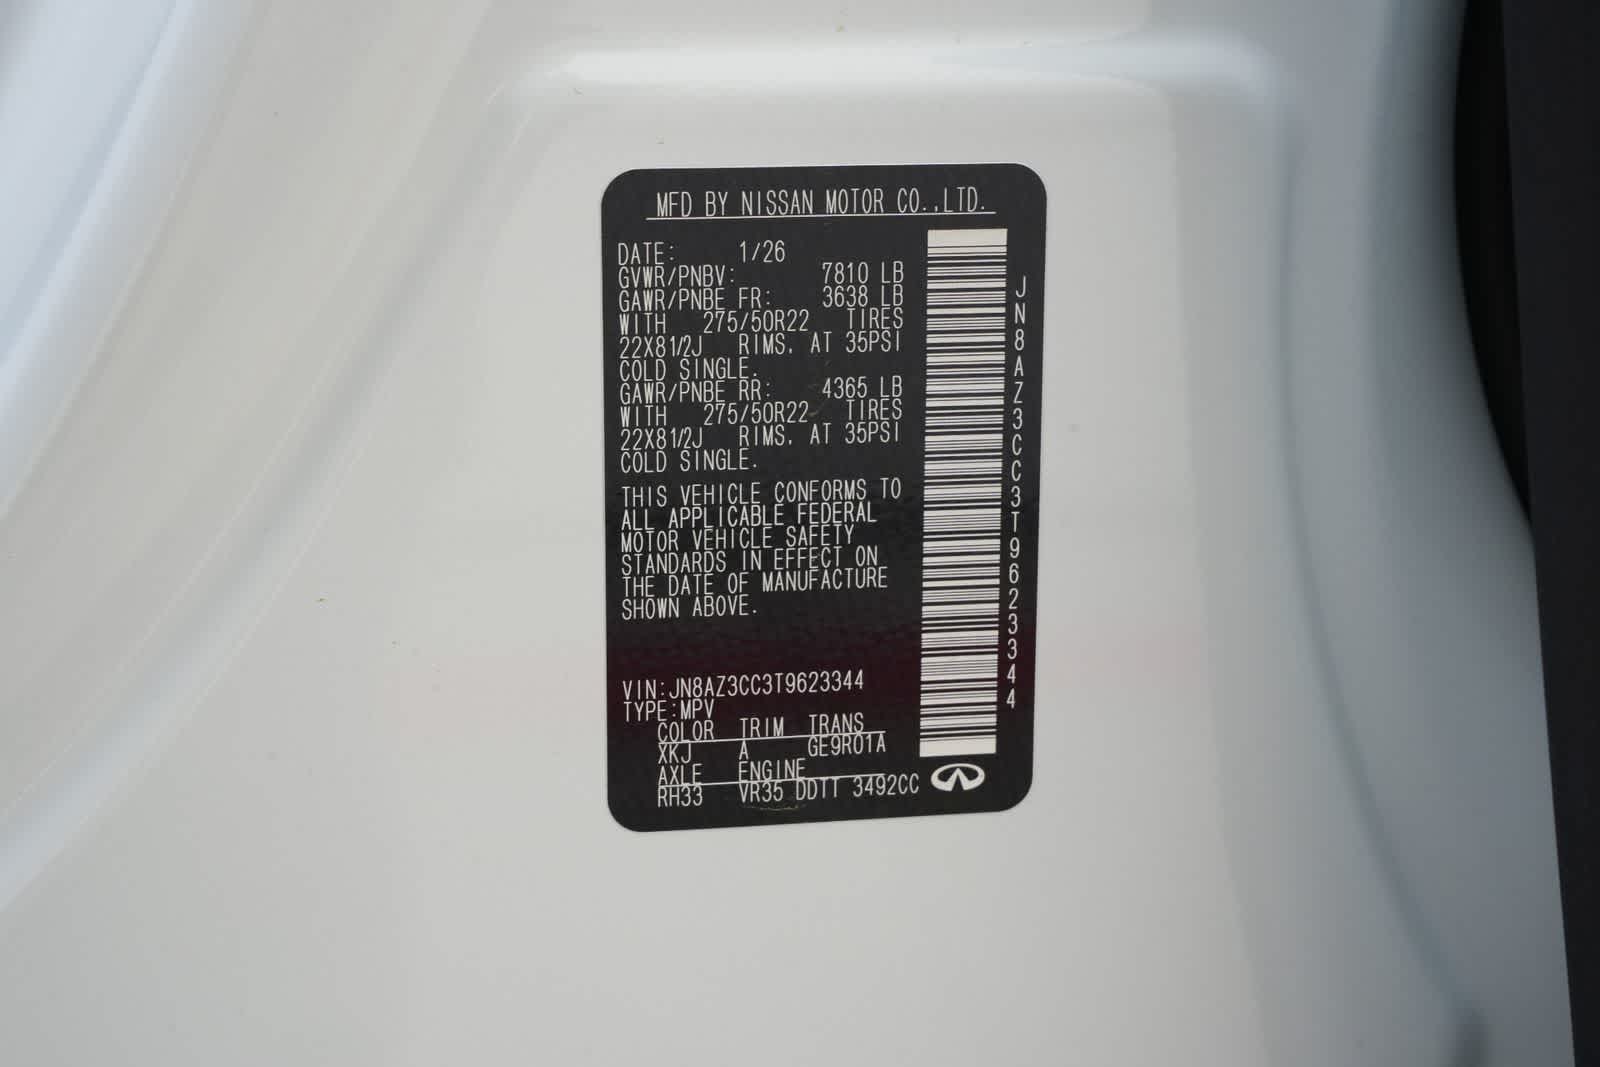 MFD BY NISSAN MOTOR CO.,LTD.
DATE: 1/26
GVWR/PNBV: 7810 LB
GAWR/PNBE FR: 3638 LB
WITH 275/50R22 TIRES
22X81/2J RIMS, AT 35PSI
COLD SINGLE.
GAWR/PNBE RR: 4365 LB
WITH 275/50R22 TIRES
22X81/2J RIMS, AT 35PSI
COLD SINGLE.
THIS VEHICLE CONFORMS TO
ALL APPLICABLE FEDERAL
MOTOR VEHICLE SAFETY
STANDARDS IN EFFECT ON
THE DATE OF MANUFACTURE
SHOWN ABOVE.
VIN:JN8AZ3CC3T9623344
TYPE:MPV
COLOR TRIM TRANS
XKJ A GE9R01A
AXLE ENGINE
RH33 VR35 DDTT 3492CC
JN8AZ3CC3T9623344